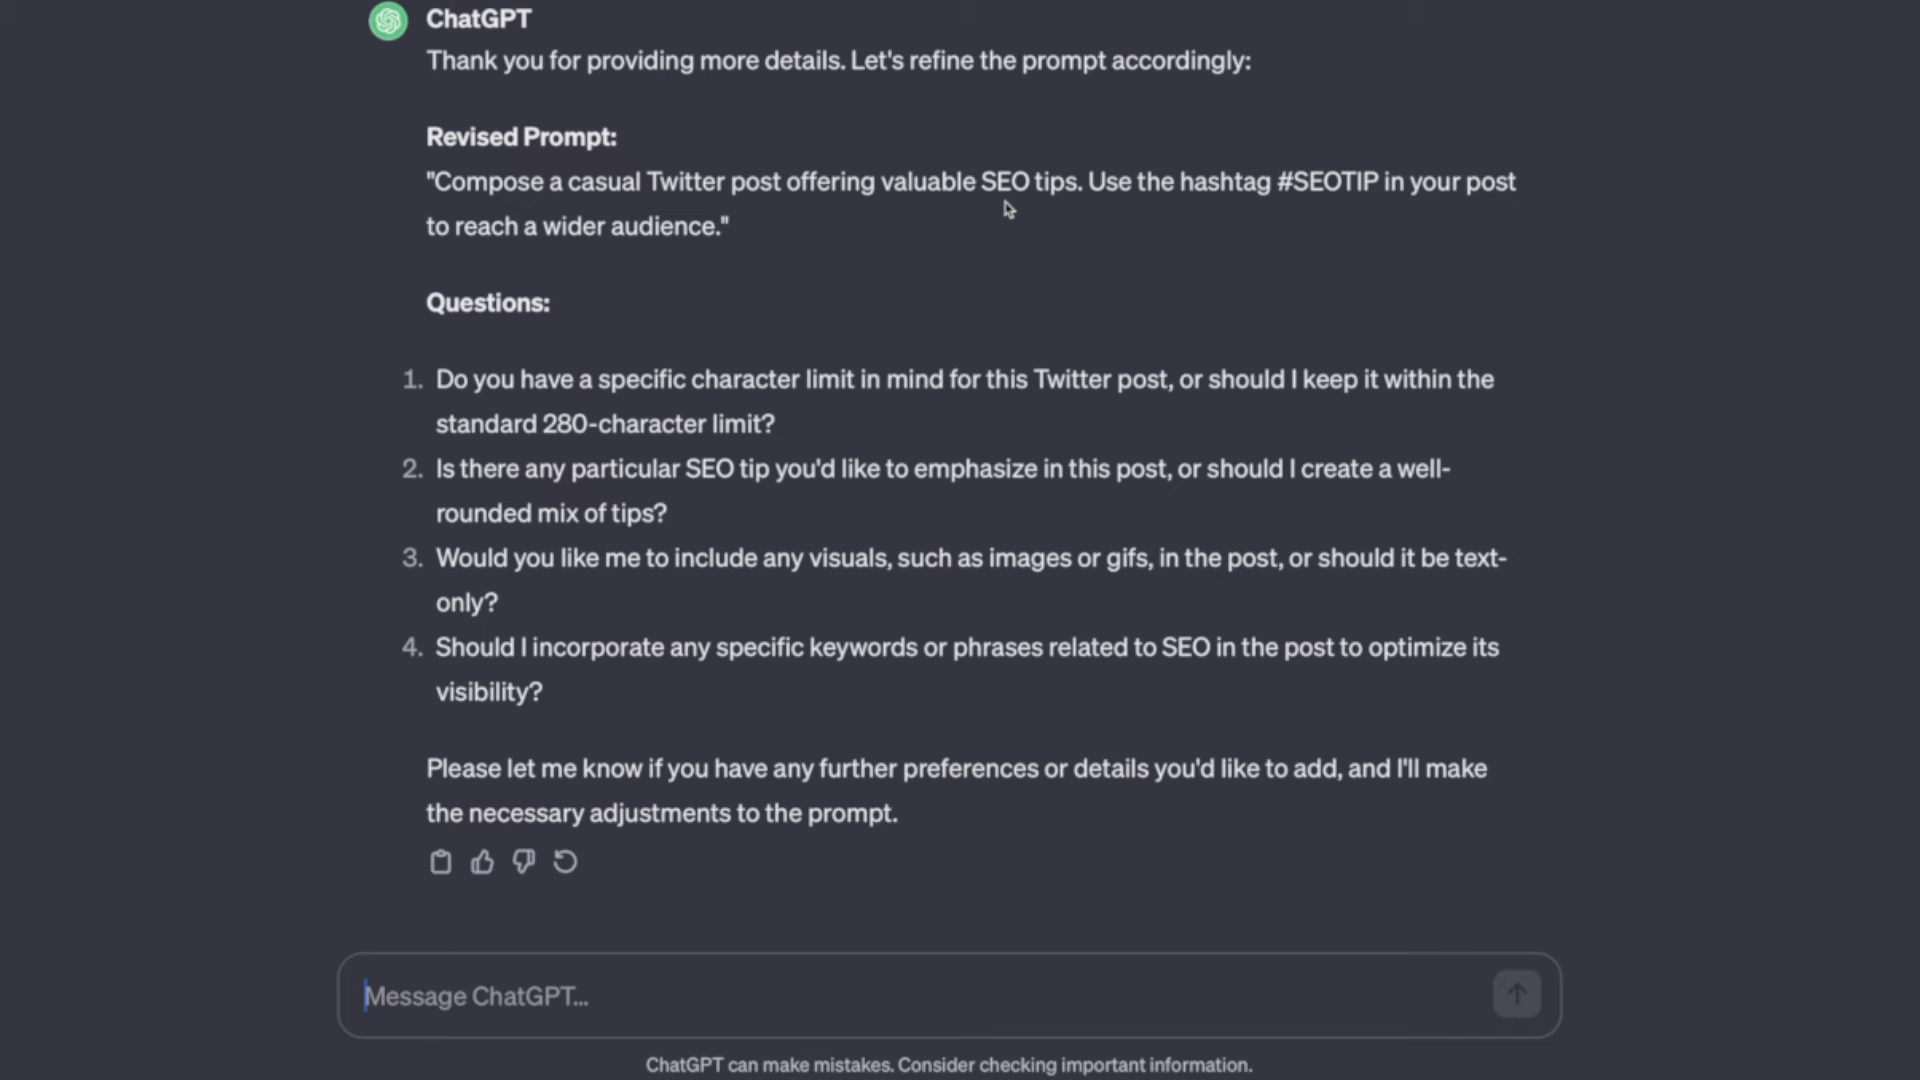 ChatGPT
Thank you for providing more details. Let's refine the prompt accordingly:
Revised Prompt:
"Compose a casual Twitter post offering valuable SEO tips. Use the hashtag #SEOTIP in your post
to reach a wider audience."
Questions:
1. Do you have a specific character limit in mind for this Twitter post, or should I keep it within the
standard 280-character limit?
2. Is there any particular SEO tip you'd like to emphasize in this post, or should I create a well-
rounded mix of tips?
3. Would you like me to include any visuals, such as images or gifs, in the post, or should it be text-
only?
4. Should I incorporate any specific keywords or phrases related to SEO in the post to optimize its
visibility?
Please let me know if you have any further preferences or details you'd like to add, and I'll make
the necessary adjustments to the prompt.
Message ChatGPT...
ChatGPT can make mistakes. Consider checking important information.